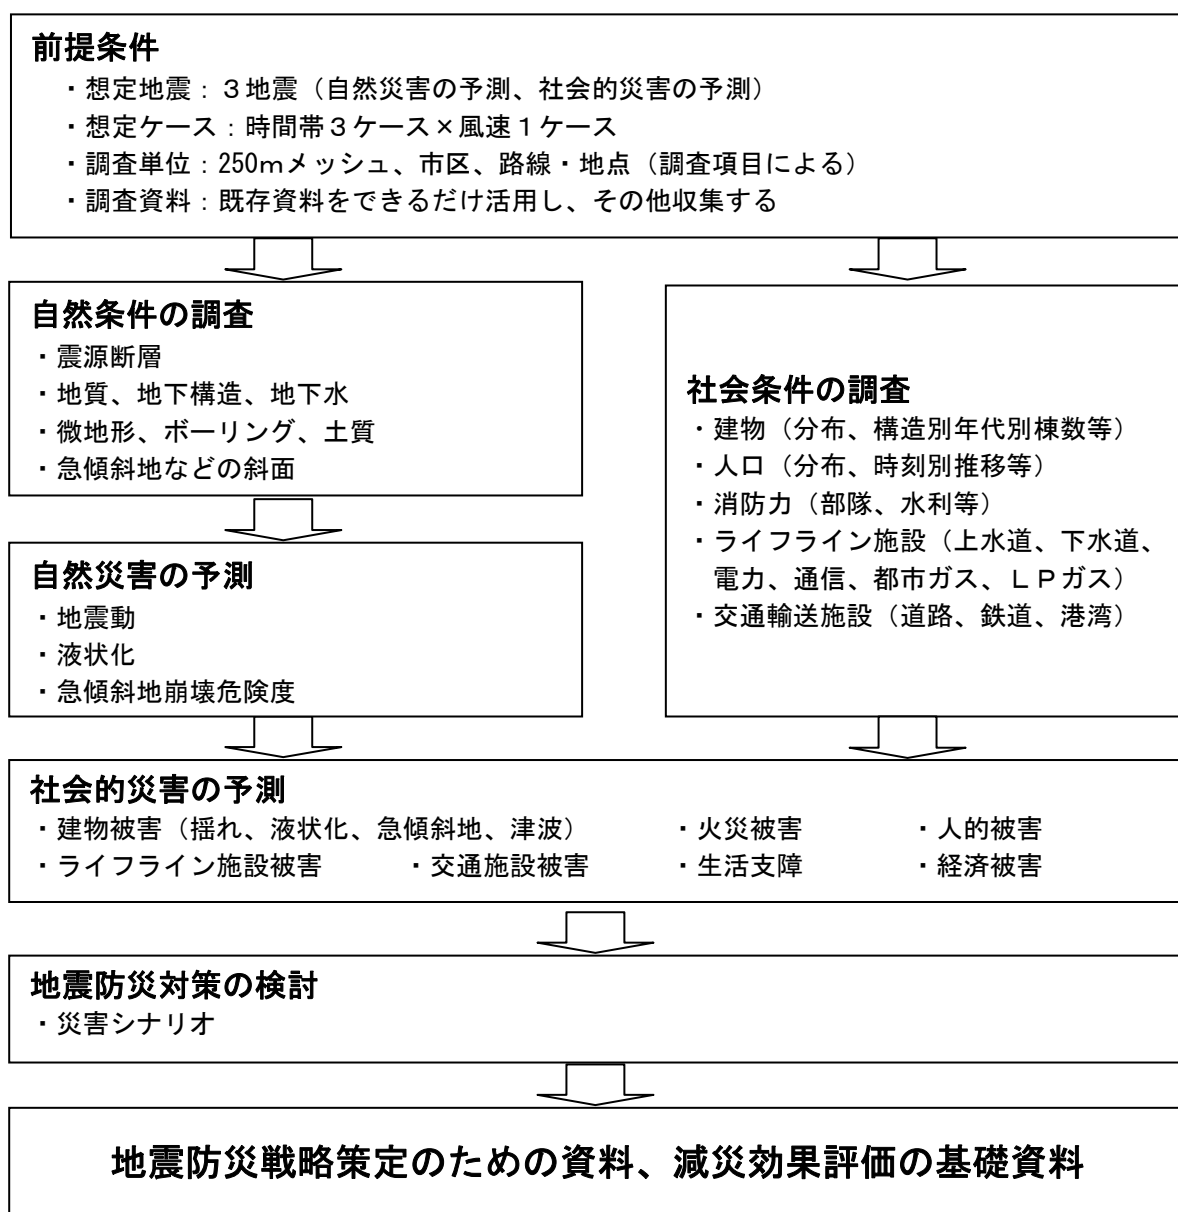 前提条件
・想定地震：３地震（自然災害の予測、社会的災害の予測）
・想定ケース：時間帯３ケース×風速１ケース
・調査単位：250ｍメッシュ、市区、路線・地点（調査項目による）
・調査資料：既存資料をできるだけ活用し、その他収集する
自然条件の調査
・震源断層
・地質、地下構造、地下水
・微地形、ボーリング、土質
・急傾斜地などの斜面
自然災害の予測
・地震動
・液状化
・急傾斜地崩壊危険度
社会条件の調査
・建物（分布、構造別年代別棟数等）
・人口（分布、時刻別推移等）
・消防力（部隊、水利等）
・ライフライン施設（上水道、下水道、
電力、通信、都市ガス、ＬＰガス）
・交通輸送施設（道路、鉄道、港湾）
社会的災害の予測
・建物被害（揺れ、液状化、急傾斜地、津波）　・火災被害　・人的被害
・ライフライン施設被害　・交通施設被害　・生活支障　・経済被害
地震防災対策の検討
・災害シナリオ
地震防災戦略策定のための資料、減災効果評価の基礎資料